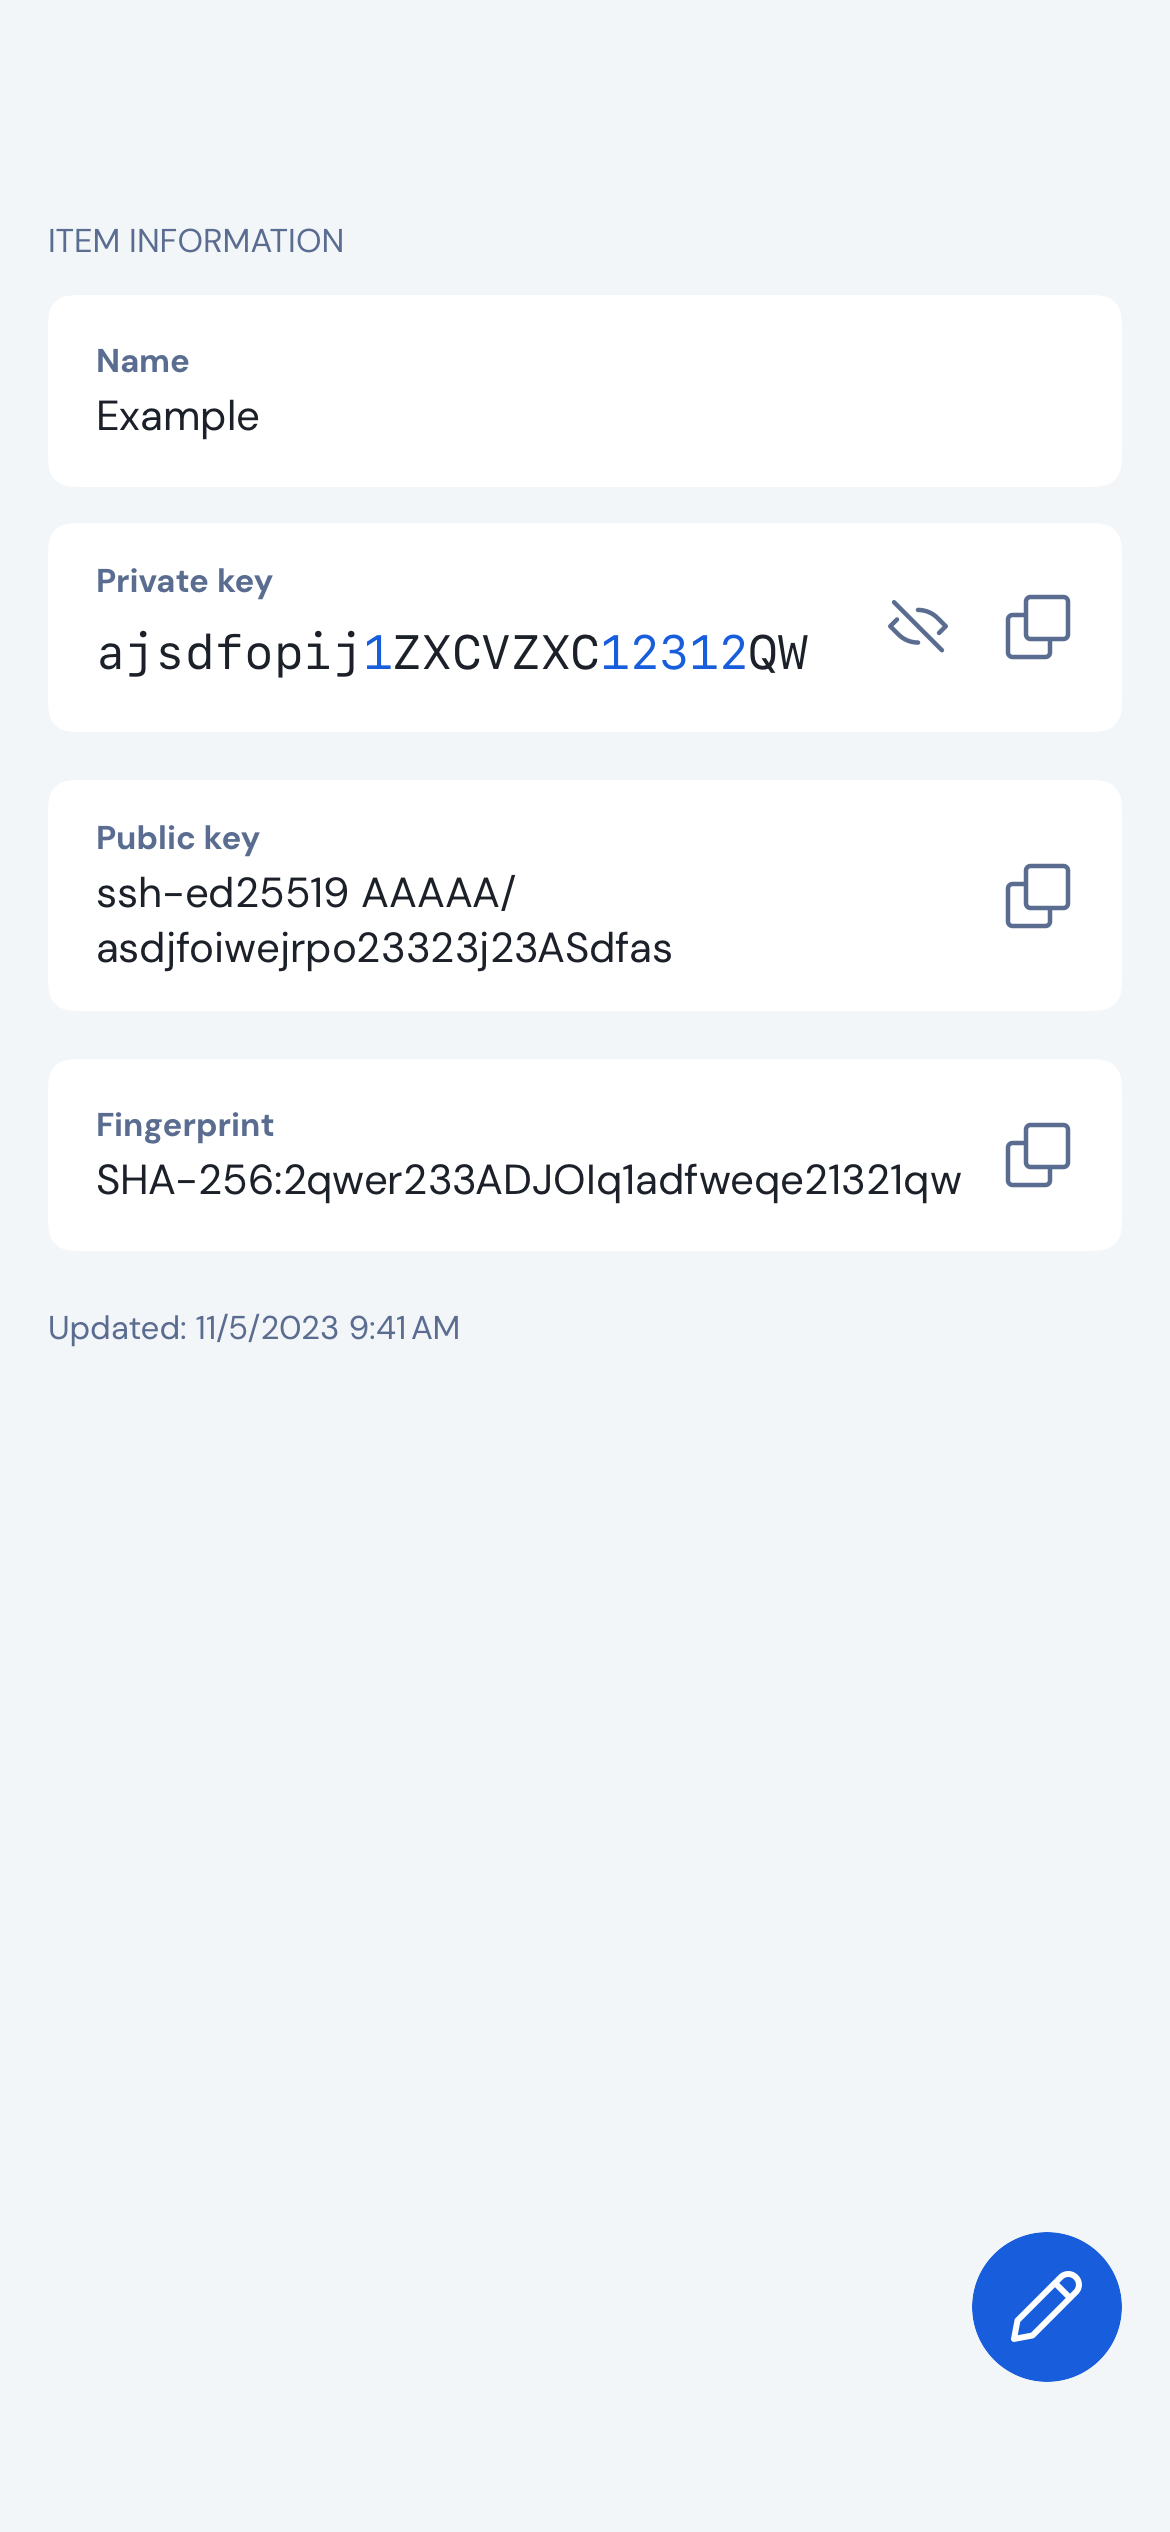 ITEM INFORMATION
Name
Example
Private key
ajsdfopij1ZXCVZXC12312QW
Public key
ssh-ed25519 AAAAA/
asdjfoiwejrpo23323j23ASdfas
Fingerprint
SHA-256:2qwer233ADJOIq1adfweqe21321qw
Updated: 11/5/2023 9:41 AM